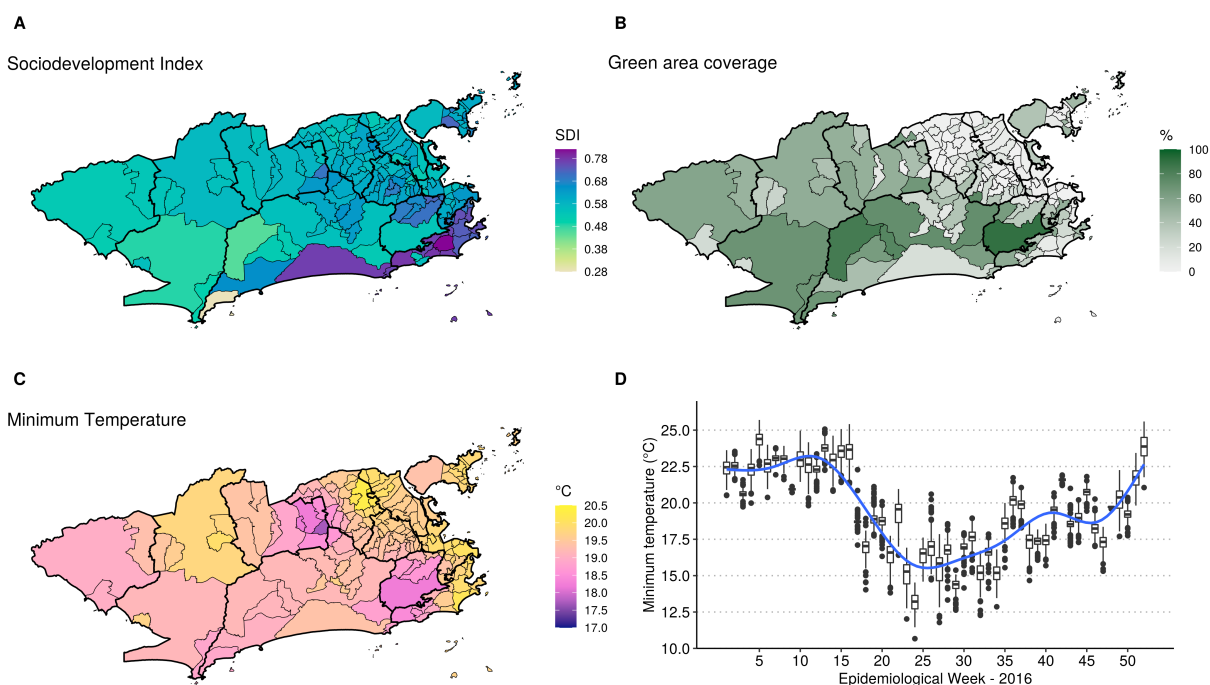 A
Sociodevelopment Index
SDI
0.78
0.68
0.58
0.48
0.38
0.28
B
Green area coverage
%
100
80
60
40
20
0
C
Minimum Temperature
°C
20.5
20.0
19.5
19.0
18.5
18.0
17.5
17.0
D
Minimum temperature (°C)
25.0
22.5
20.0
17.5
15.0
12.5
10.0
5 10 15 20 25 30 35 40 45 50
Epidemiological Week - 2016